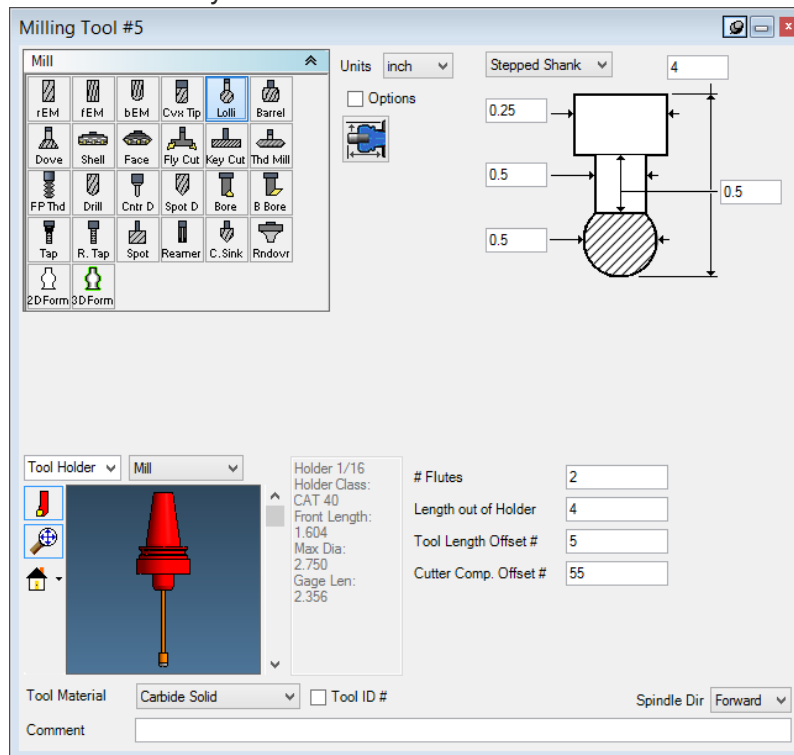 Milling Tool #5
Mill
rEM fEM bEM Cvx Tip Lolli Barrel
Dove Shell Face Fly Cut Key Cut Thd Mill
FP Thd Drill Cntr D Spot D Bore B Bore
Tap R. Tap Spot Reamer C.Sink Rndovr
2DForm 3DForm
Units inch Stepped Shank 4
Options
0.25
0.5
0.5
0.5
Tool Holder Mill
Holder 1/16
Holder Class:
CAT 40
Front Length:
1.604
Max Dia:
2.750
Gage Len:
2.356
# Flutes 2
Length out of Holder 4
Tool Length Offset # 5
Cutter Comp. Offset # 55
Tool Material Carbide Solid Tool ID # Spindle Dir Forward
Comment